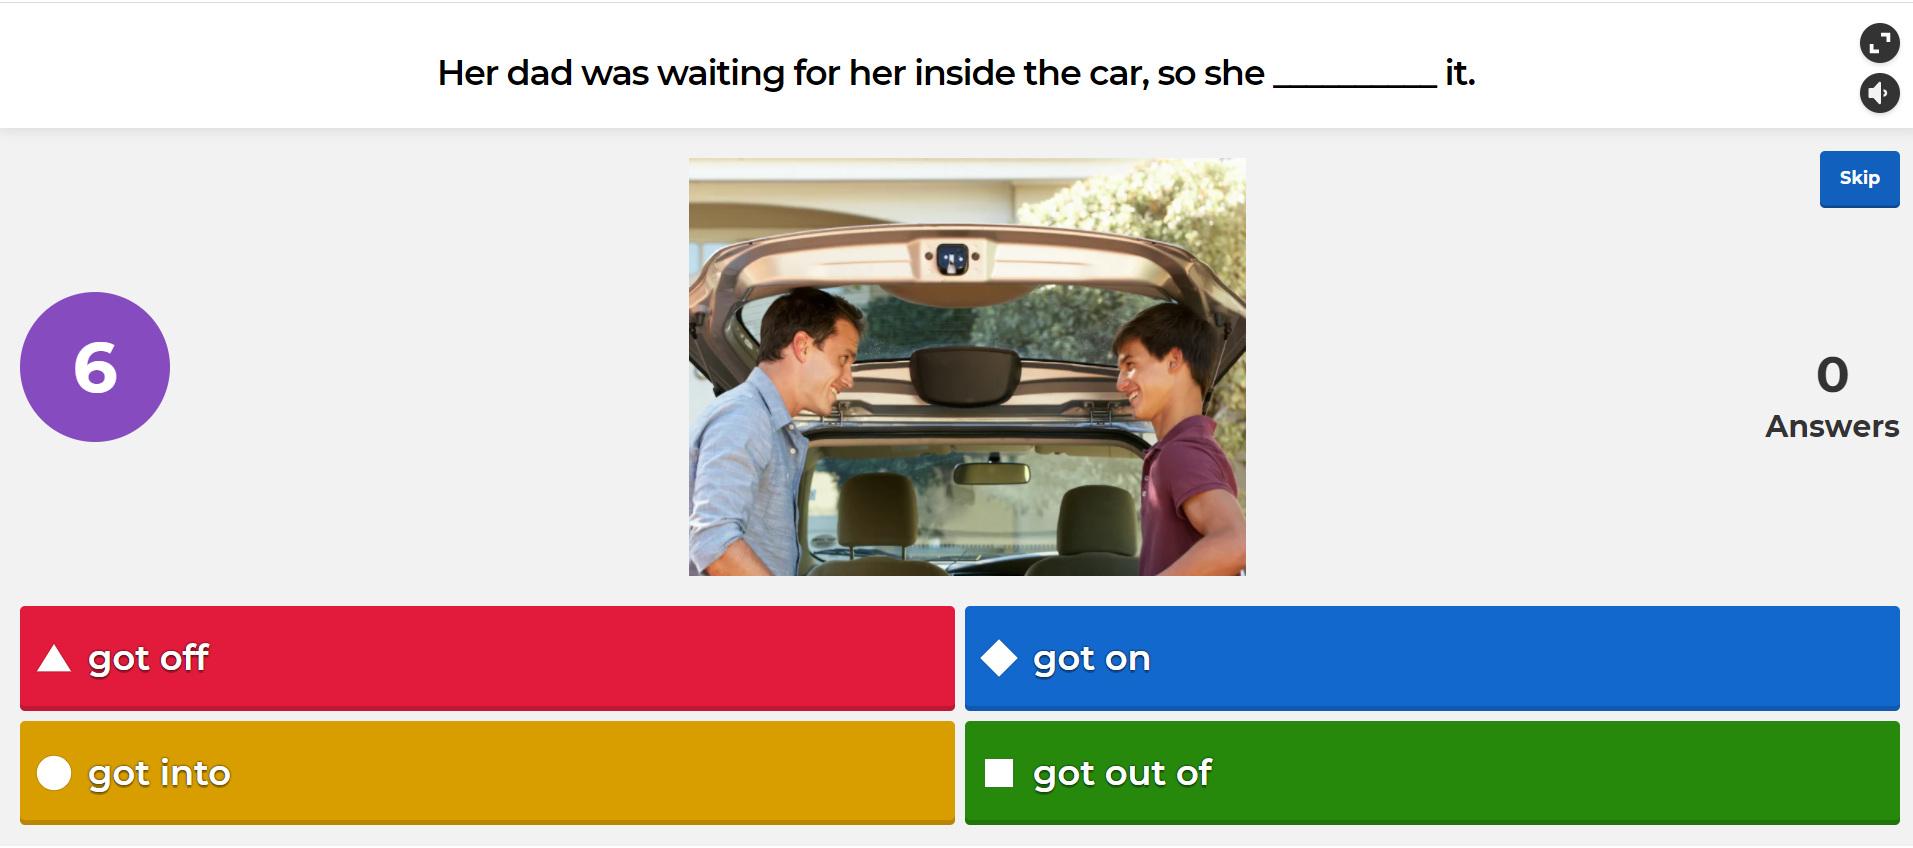 Her dad was waiting for her inside the car, so she __________ it.
Skip
6
0
Answers
got off
got on
got into
got out of